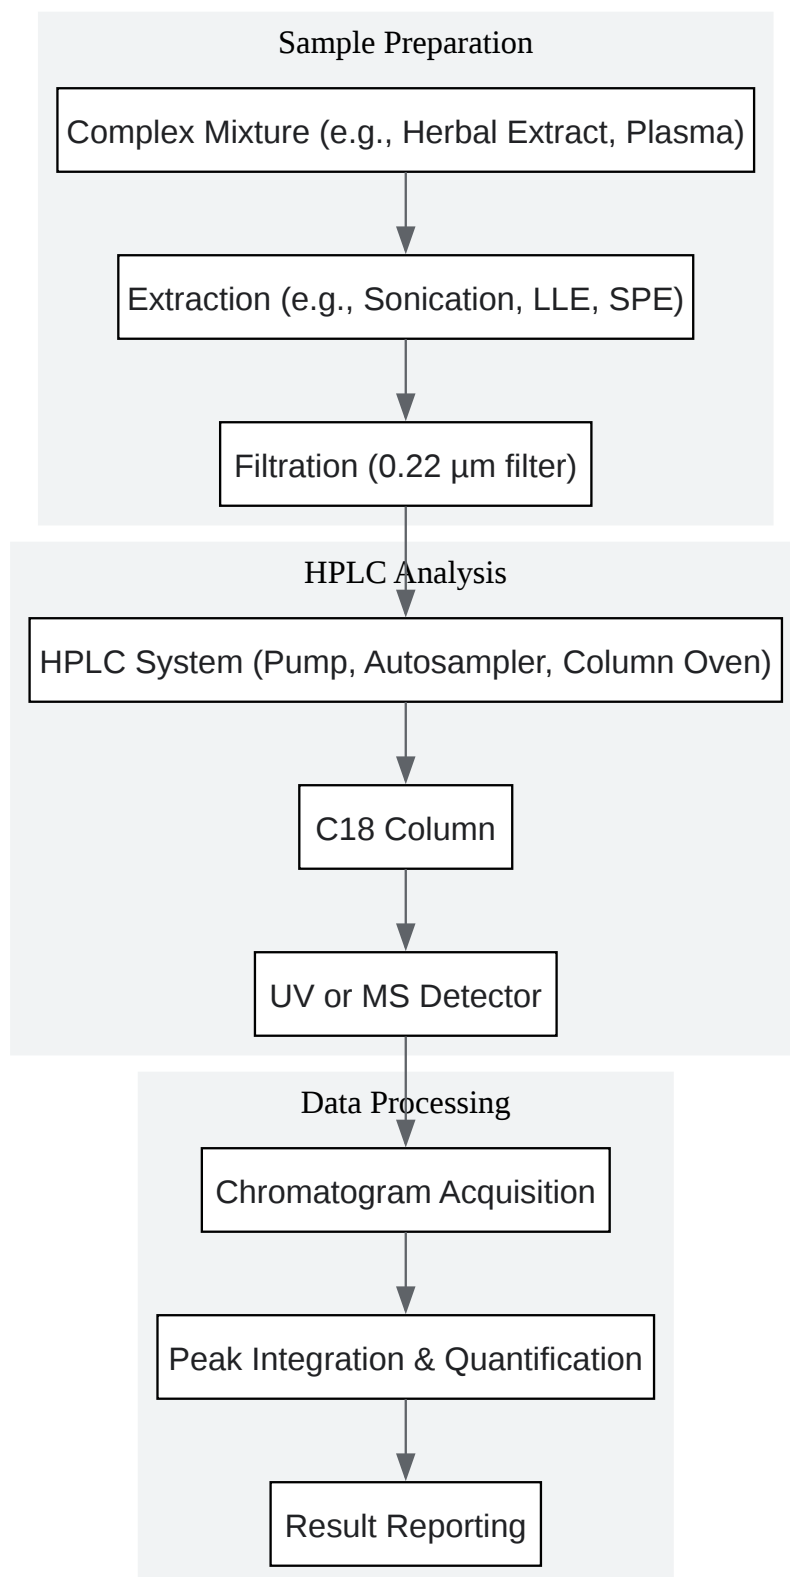 Sample Preparation
Complex Mixture (e.g., Herbal Extract, Plasma)
Extraction (e.g., Sonication, LLE, SPE)
Filtration (0.22 µm filter)
HPLC Analysis
HPLC System (Pump, Autosampler, Column Oven)
C18 Column
UV or MS Detector
Data Processing
Chromatogram Acquisition
Peak Integration & Quantification
Result Reporting